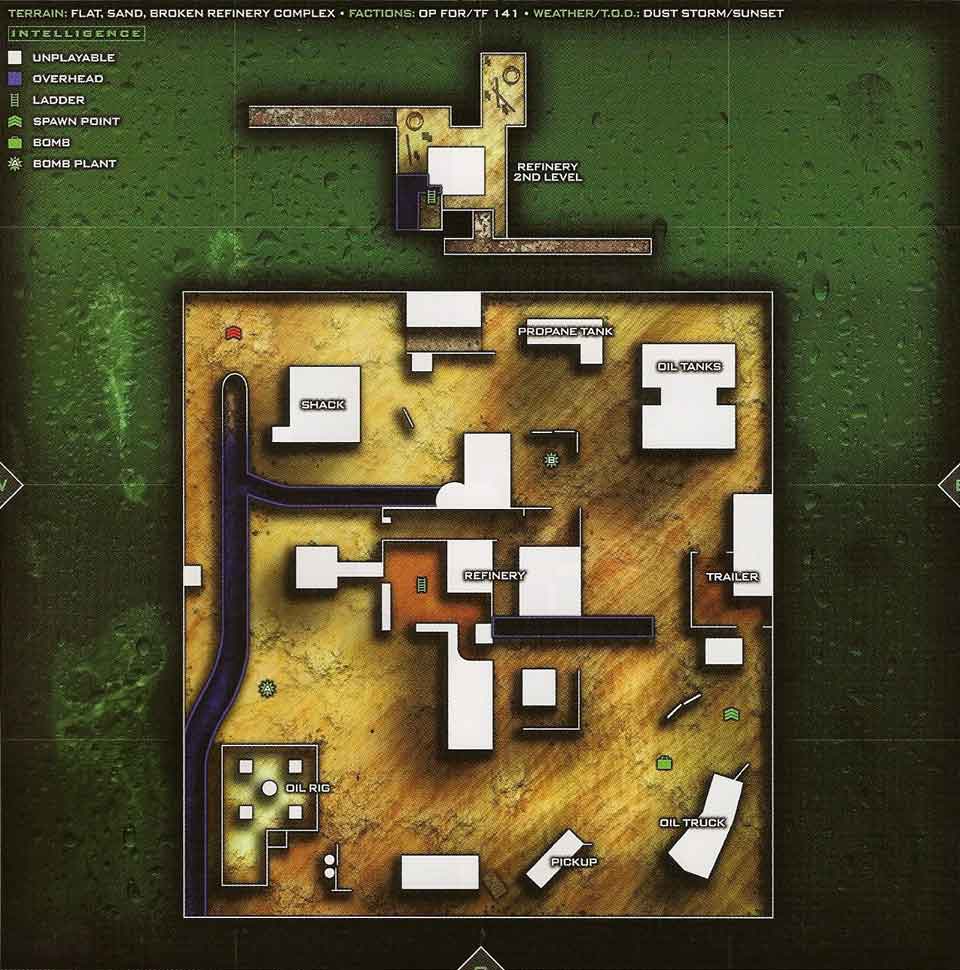 TERRAIN: FLAT, SAND, BROKEN REFINERY COMPLEX • FACTIONS: OP FOR/TF 141 • WEATHER/T.O.D.: DUST STORM/SUNSET
INTELLIGENCE
UNPLAYABLE
OVERHEAD
LADDER
SPAWN POINT
BOMB
BOMB PLANT
REFINERY
2ND LEVEL
PROPANE TANK
OIL TANKS
SHACK
B
REFINERY
TRAILER
A
OIL RIG
OIL TRUCK
PICKUP